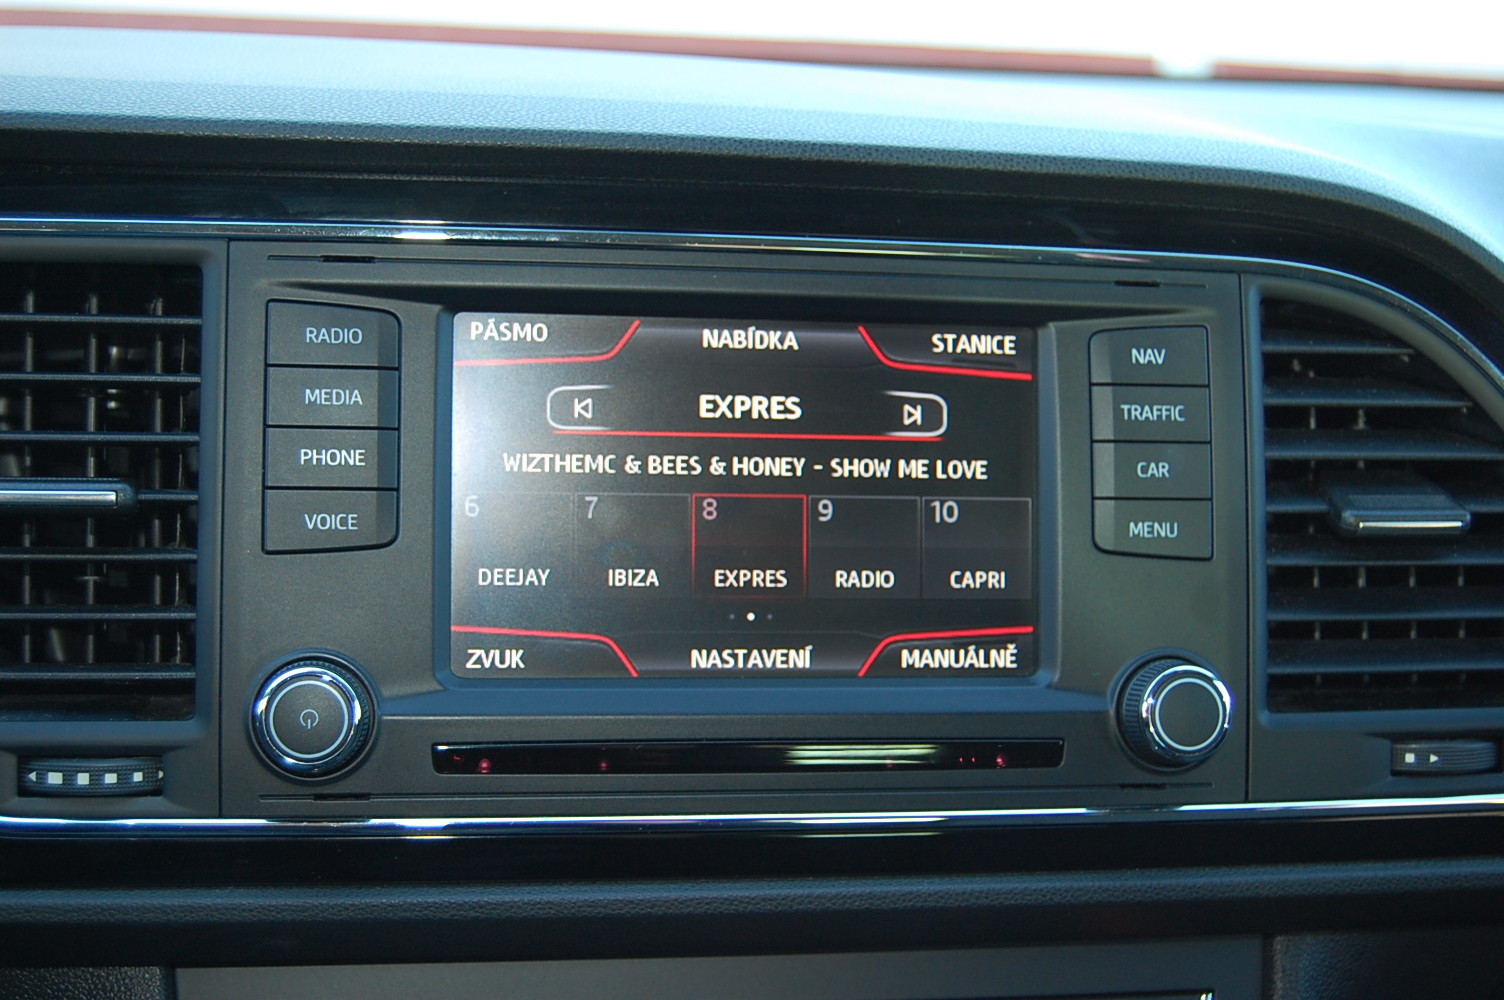 RADIO
MEDIA
PHONE
VOICE
PÁSMO NABÍDKA STANICE
EXPRES
WIZTHEMC & BEES & HONEY - SHOW ME LOVE
6 7 8 9 10
DEEJAY IBIZA EXPRES RADIO CAPRI
ZVUK NASTAVENÍ MANUÁLNĚ
NAV
TRAFFIC
CAR
MENU